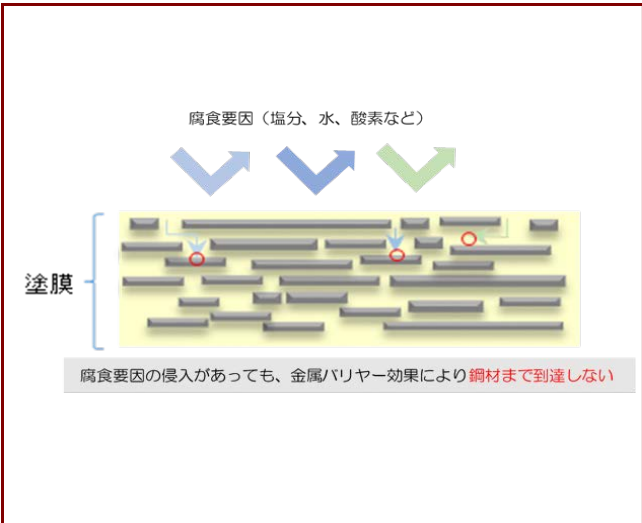 腐食要因（塩分、水、酸素など）
塗膜
腐食要因の侵入があっても、金属バリヤー効果により鋼材まで到達しない